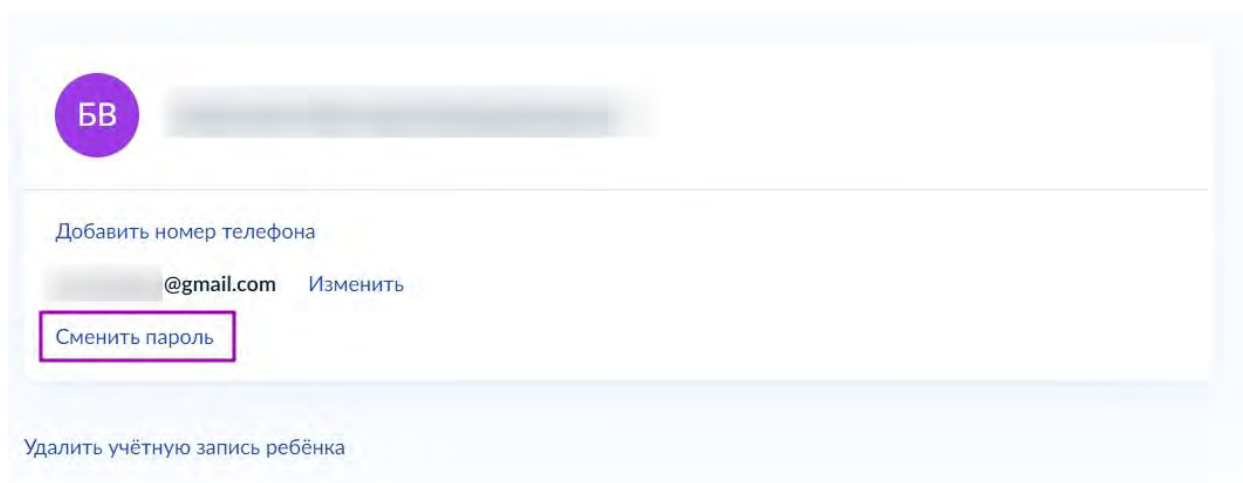 БВ
Добавить номер телефона
@gmail.com Изменить
Сменить пароль
Удалить учётную запись ребёнка